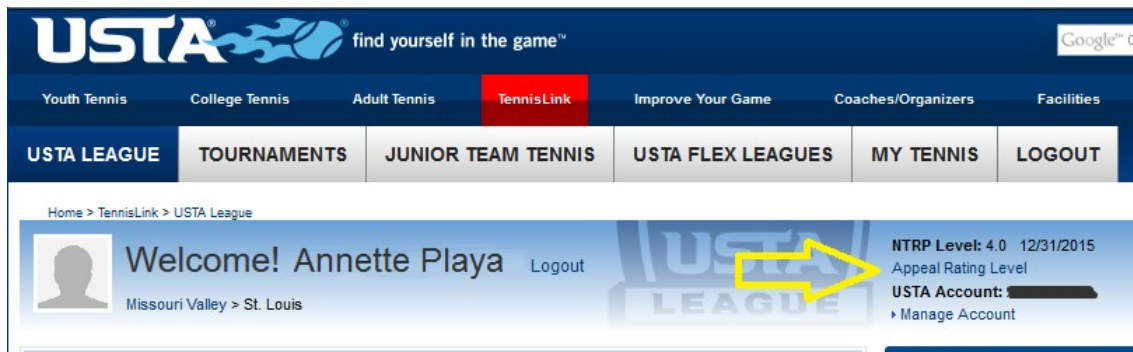 USTA® find yourself in the game™
Google™ c
Youth Tennis College Tennis Adult Tennis TennisLink Improve Your Game Coaches/Organizers Facilities
USTA LEAGUE TOURNAMENTS JUNIOR TEAM TENNIS USTA FLEX LEAGUES MY TENNIS LOGOUT
Home > TennisLink > USTA League
Welcome! Annette Playa Logout
Missouri Valley > St. Louis
USTA
LEAGUE
NTRP Level: 4.0 12/31/2015
Appeal Rating Level
USTA Account:
Manage Account